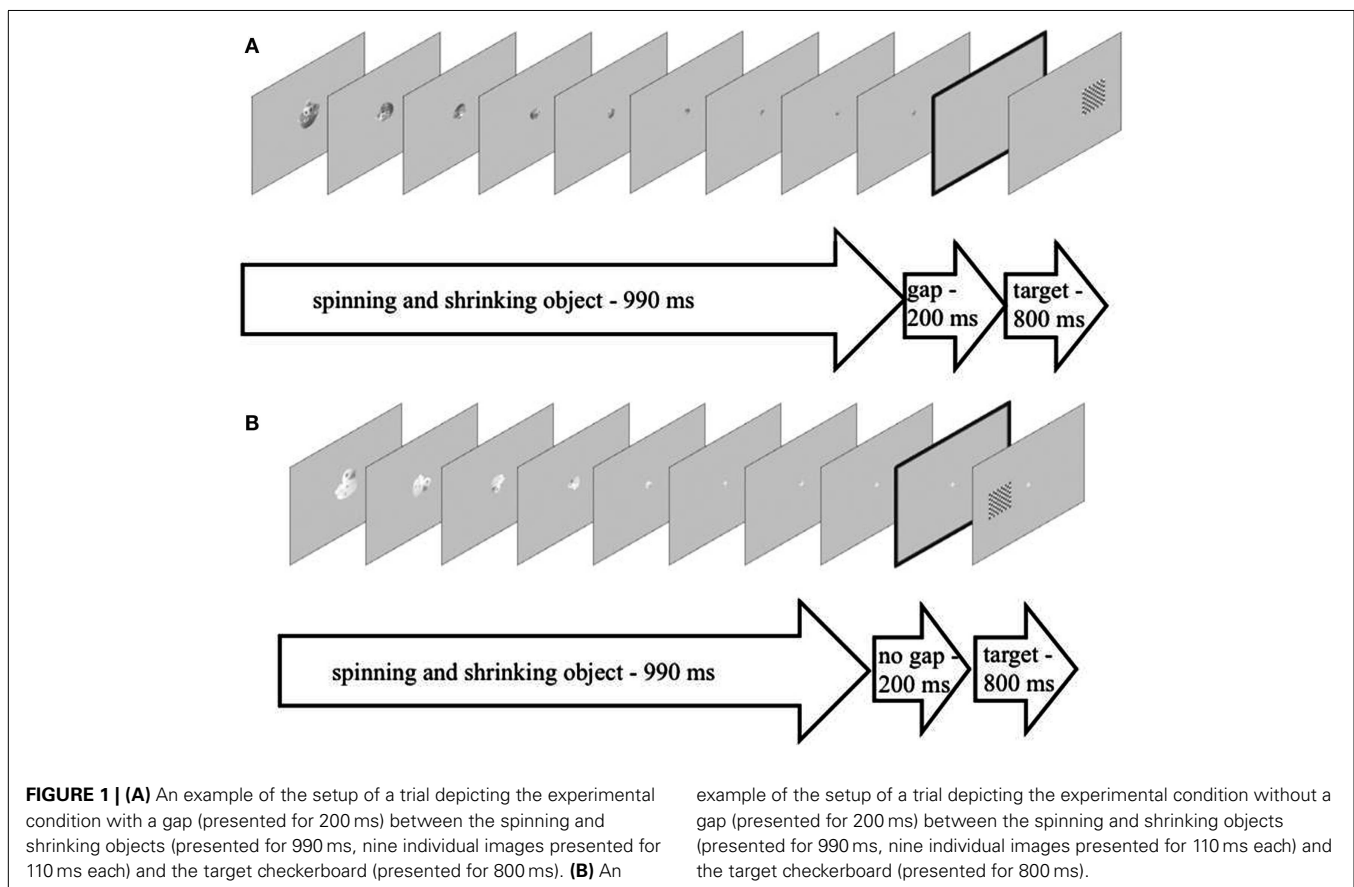 A
spinning and shrinking object - 990 ms
gap -
200 ms
target -
800 ms
B
spinning and shrinking object - 990 ms
no gap -
200 ms
target -
800 ms
FIGURE 1 | (A) An example of the setup of a trial depicting the experimental
condition with a gap (presented for 200 ms) between the spinning and
shrinking objects (presented for 990 ms, nine individual images presented for
110 ms each) and the target checkerboard (presented for 800 ms). (B) An
example of the setup of a trial depicting the experimental condition without a
gap (presented for 200 ms) between the spinning and shrinking objects
(presented for 990 ms, nine individual images presented for 110 ms each) and
the target checkerboard (presented for 800 ms).